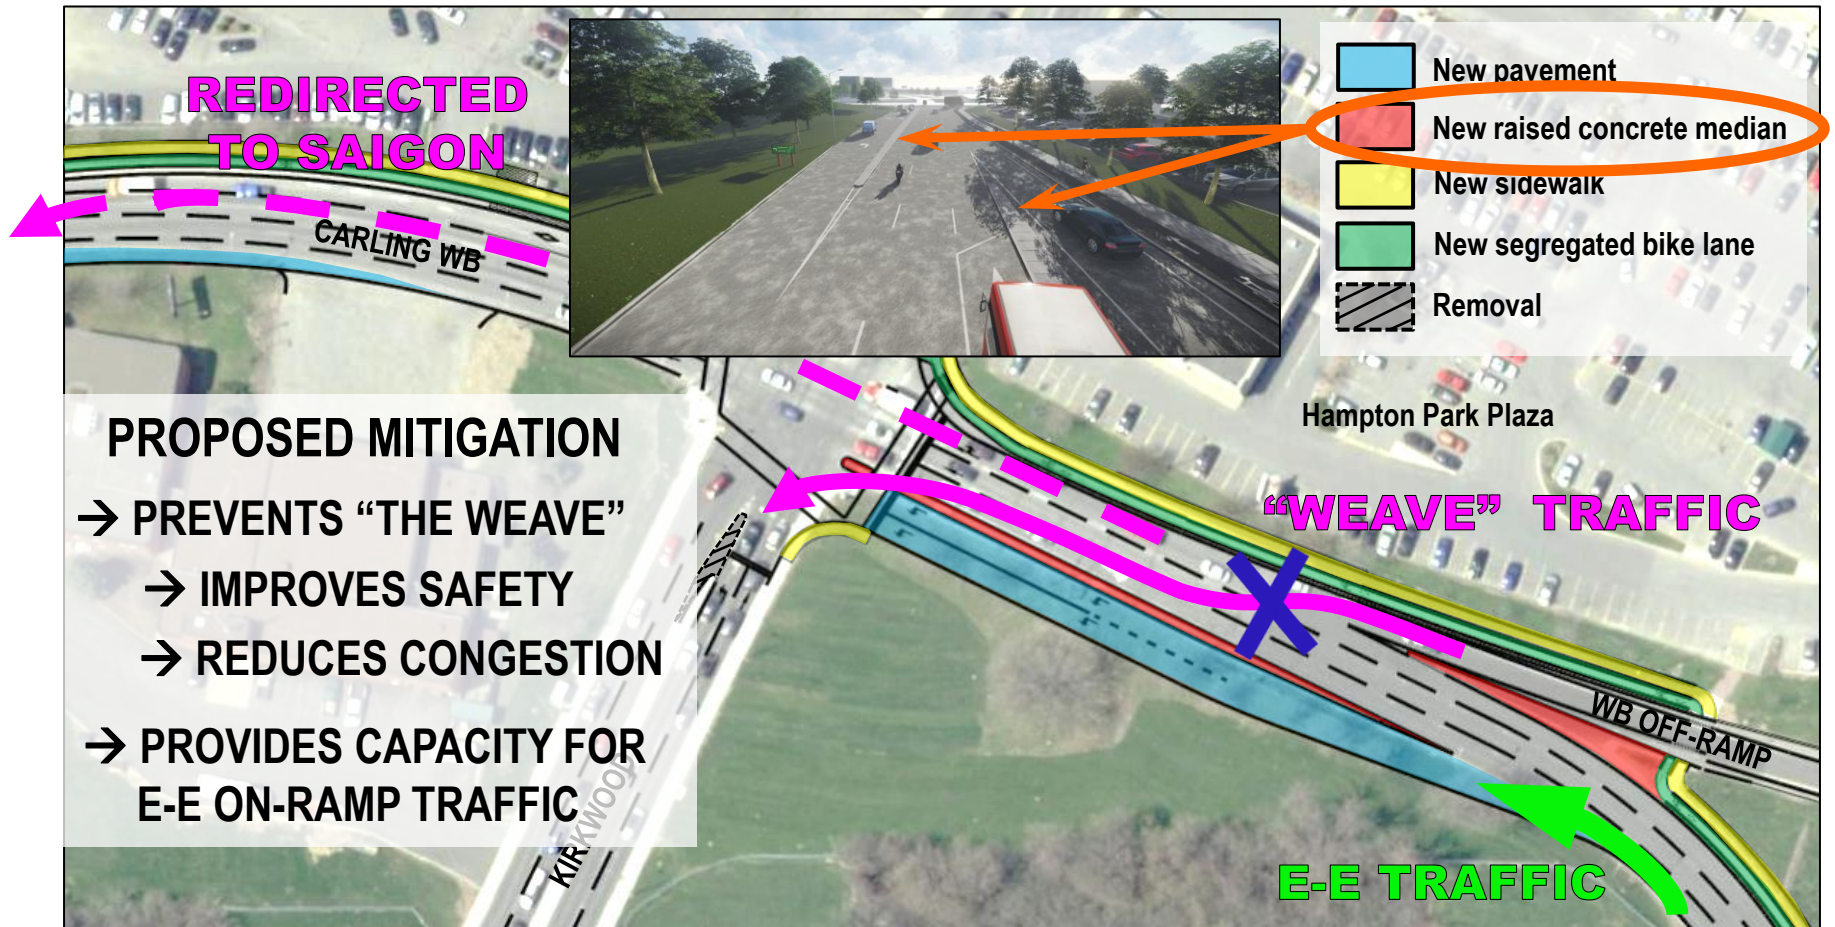 REDIRECTED
TO SAIGON
CARLING WB
New pavement
New raised concrete median
New sidewalk
New segregated bike lane
Removal
Hampton Park Plaza
PROPOSED MITIGATION
→ PREVENTS “THE WEAVE”
→ IMPROVES SAFETY
→ REDUCES CONGESTION
→ PROVIDES CAPACITY FOR
E-E ON-RAMP TRAFFIC
“WEAVE” TRAFFIC
WB OFF-RAMP
KIRKWOOD
E-E TRAFFIC